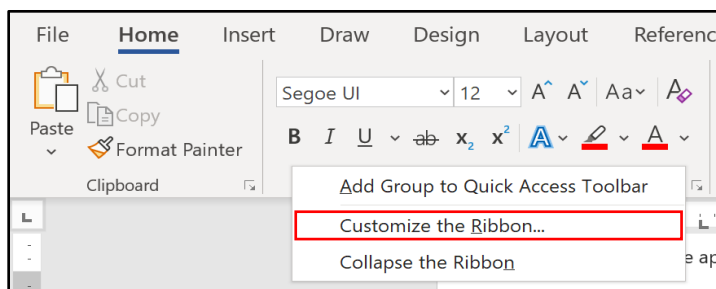 File Home Insert Draw Design Layout Referenc
Cut
Segoe UI 12 A A Aa A
Copy
Paste
B I U ab x₂ x² A A
Format Painter
Clipboard
Add Group to Quick Access Toolbar
Customize the Ribbon...
e ap
Collapse the Ribbon